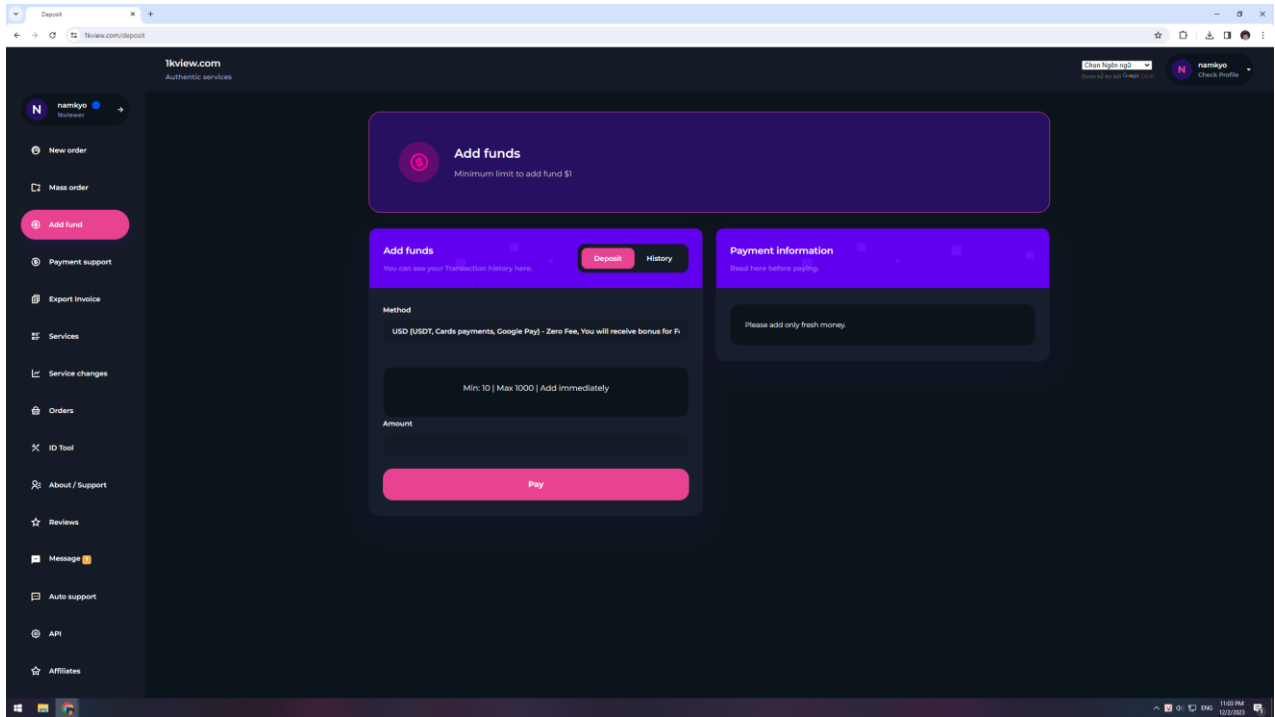 Deposit
1kview.com/deposit
1kview.com
Authentic services
Chọn Ngôn ngữ
Google Dịch
N
namkyo
Check Profile
N
namkyo
1kviewer
New order
Mass order
Add fund
Payment support
Export Invoice
Services
Service changes
Orders
ID Tool
About / Support
Reviews
Message
Auto support
API
Affiliates
Add funds
Minimum limit to add fund $1
Add funds
You can see your Transaction history here.
Deposit
History
Method
USD (USDT, Cards payments, Google Pay) - Zero Fee, You will receive bonus for
Min: 10 | Max 1000 | Add immediately
Amount
Pay
Payment information
Read here before paying.
Please add only fresh money.
ENG
11:03 PM
12/2/2023